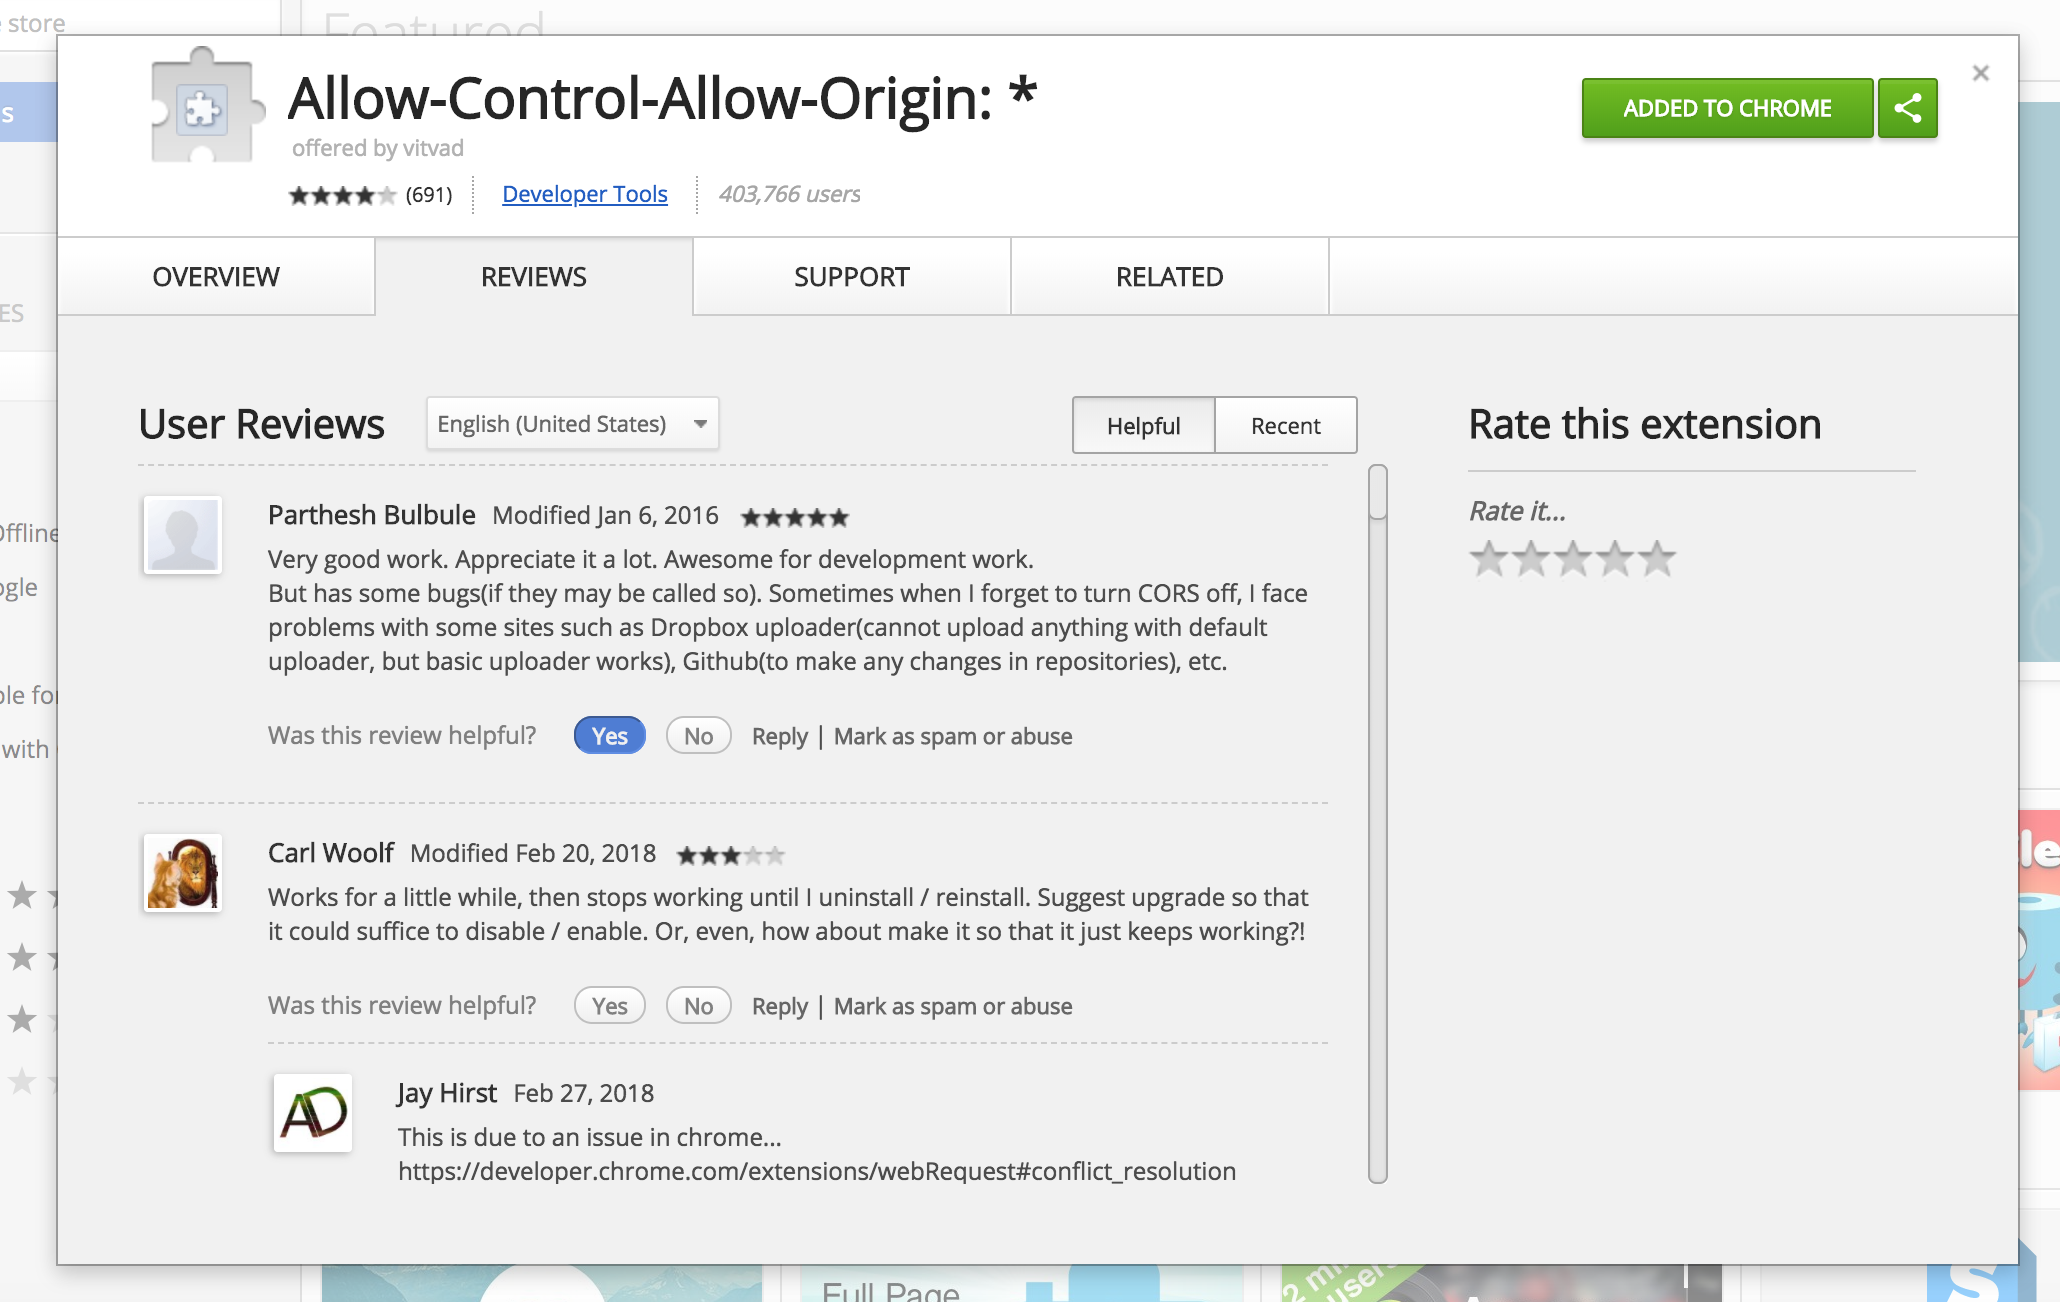 e store
Featured
Allow-Control-Allow-Origin: *
offered by vitvad
(691)
Developer Tools
403,766 users
ADDED TO CHROME
s
ES
OVERVIEW
REVIEWS
SUPPORT
RELATED
User Reviews
English (United States)
Helpful
Recent
Rate this extension
Rate it...
Parthesh Bulbule Modified Jan 6, 2016
Very good work. Appreciate it a lot. Awesome for development work.
But has some bugs(if they may be called so). Sometimes when I forget to turn CORS off, I face
problems with some sites such as Dropbox uploader(cannot upload anything with default
uploader, but basic uploader works), Github(to make any changes in repositories), etc.
Was this review helpful? Yes No Reply | Mark as spam or abuse
Offline
ogle
ble for
with
Carl Woolf Modified Feb 20, 2018
Works for a little while, then stops working until I uninstall / reinstall. Suggest upgrade so that
it could suffice to disable / enable. Or, even, how about make it so that it just keeps working?!
Was this review helpful? Yes No Reply | Mark as spam or abuse
AD
Jay Hirst Feb 27, 2018
This is due to an issue in chrome...
https://developer.chrome.com/extensions/webRequest#conflict_resolution
Full Page
users
S